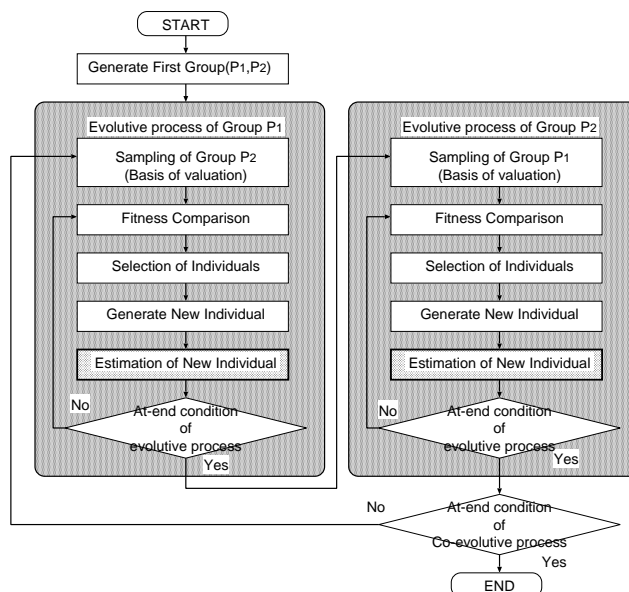 START
Generate First Group(P1,P2)
Evolutive process of Group P1
Sampling of Group P2
(Basis of valuation)
Fitness Comparison
Selection of Individuals
Generate New Individual
Estimation of New Individual
No
At-end condition
of
evolutive process
Yes
Evolutive process of Group P2
Sampling of Group P1
(Basis of valuation)
Fitness Comparison
Selection of Individuals
Generate New Individual
Estimation of New Individual
No
At-end condition
of
evolutive process
Yes
No
At-end condition
of
Co-evolutive process
Yes
END